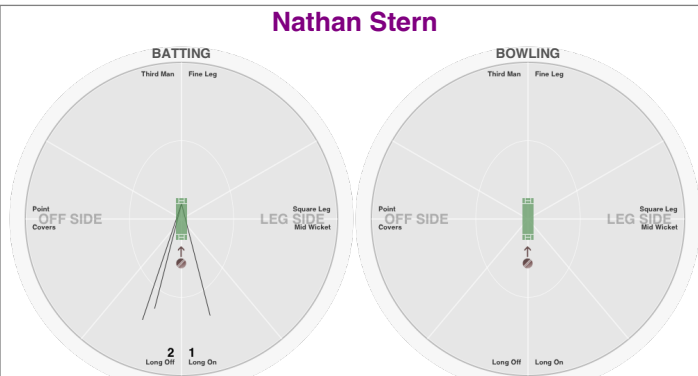 Nathan Stern
BATTING
Third Man Fine Leg
Point
OFF SIDE
Covers
Square Leg
LEG SIDE
Mid Wicket
2 1
Long Off Long On
BOWLING
Third Man Fine Leg
Point
OFF SIDE
Covers
Square Leg
LEG SIDE
Mid Wicket
Long Off Long On